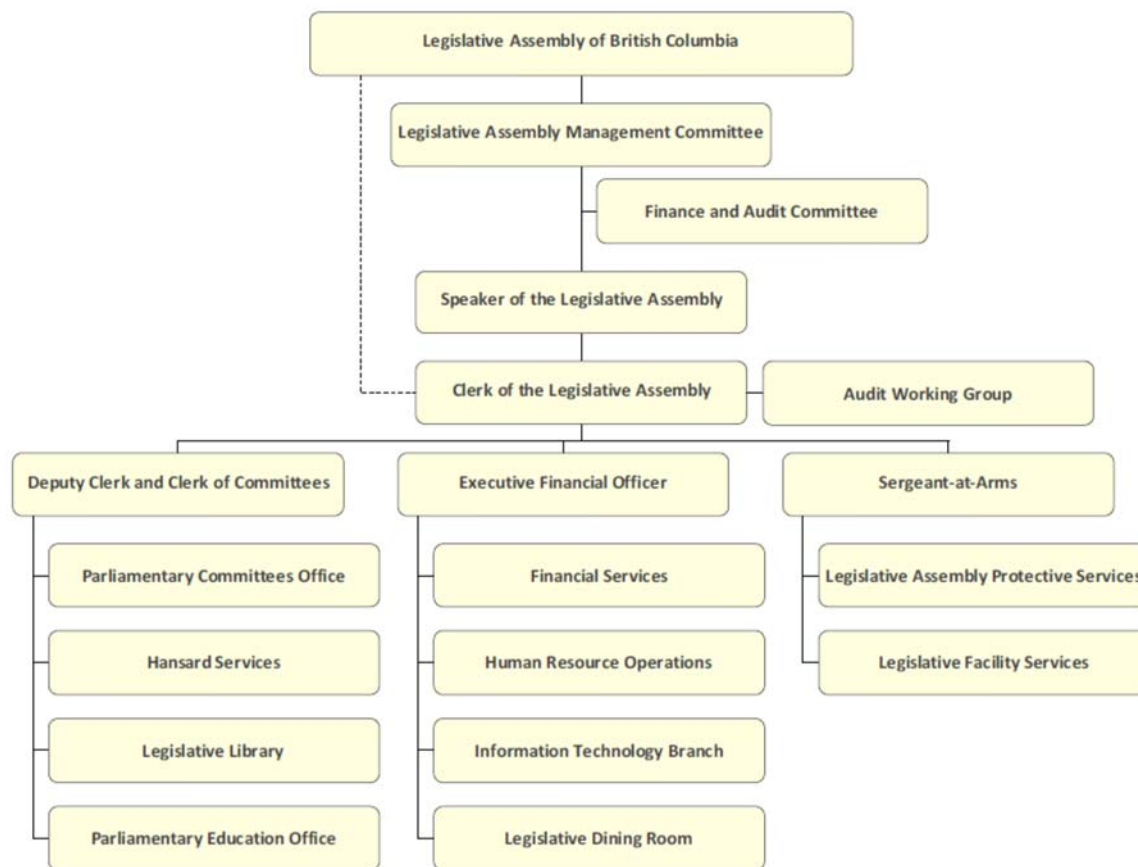 Legislative Assembly of British Columbia
Legislative Assembly Management Committee
Finance and Audit Committee
Speaker of the Legislative Assembly
Clerk of the Legislative Assembly
Audit Working Group
Deputy Clerk and Clerk of Committees
Executive Financial Officer
Sergeant-at-Arms
Parliamentary Committees Office
Financial Services
Legislative Assembly Protective Services
Hansard Services
Human Resource Operations
Legislative Facility Services
Legislative Library
Information Technology Branch
Parliamentary Education Office
Legislative Dining Room